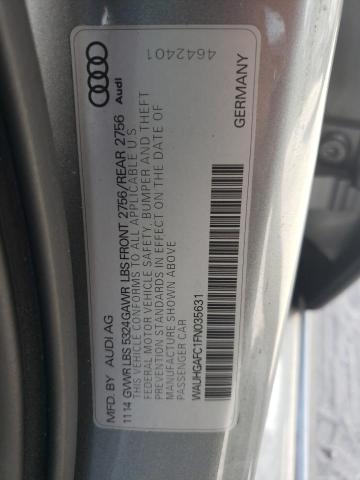 Audi
46442401
MFD. BY AUDI AG
11.14 GVWR LBS 5324 GAWR LBS FRONT 2756/REAR 2756
THIS VEHICLE CONFORMS TO ALL APPLICABLE U S
FEDERAL MOTOR VEHICLE SAFETY, BUMPER AND THEFT
PREVENTION STANDARDS IN EFFECT ON THE DATE OF
MANUFACTURE SHOWN ABOVE
PASSENGER CAR
WAUHGAFC1FN035631
GERMANY